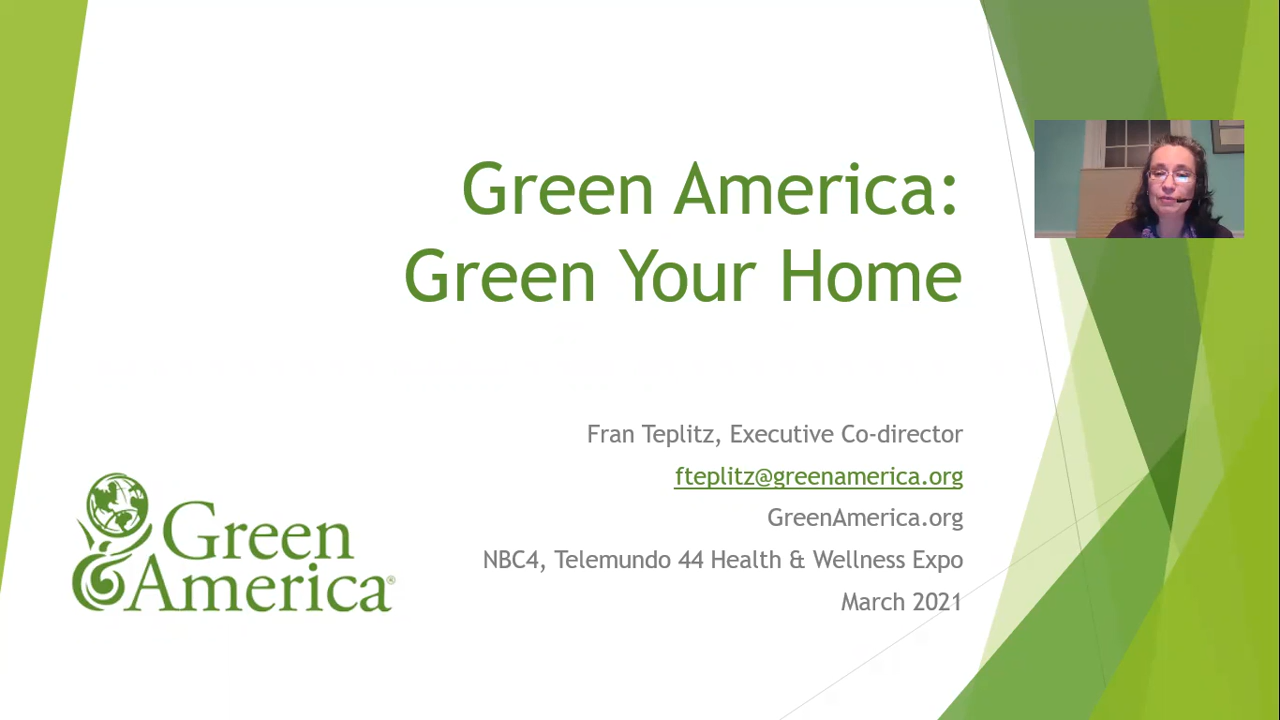 Green America:
Green Your Home
Fran Teplitz, Executive Co-director
fteplitz@greenamerica.org
GreenAmerica.org
NBC4, Telemundo 44 Health & Wellness Expo
March 2021
Green
America®